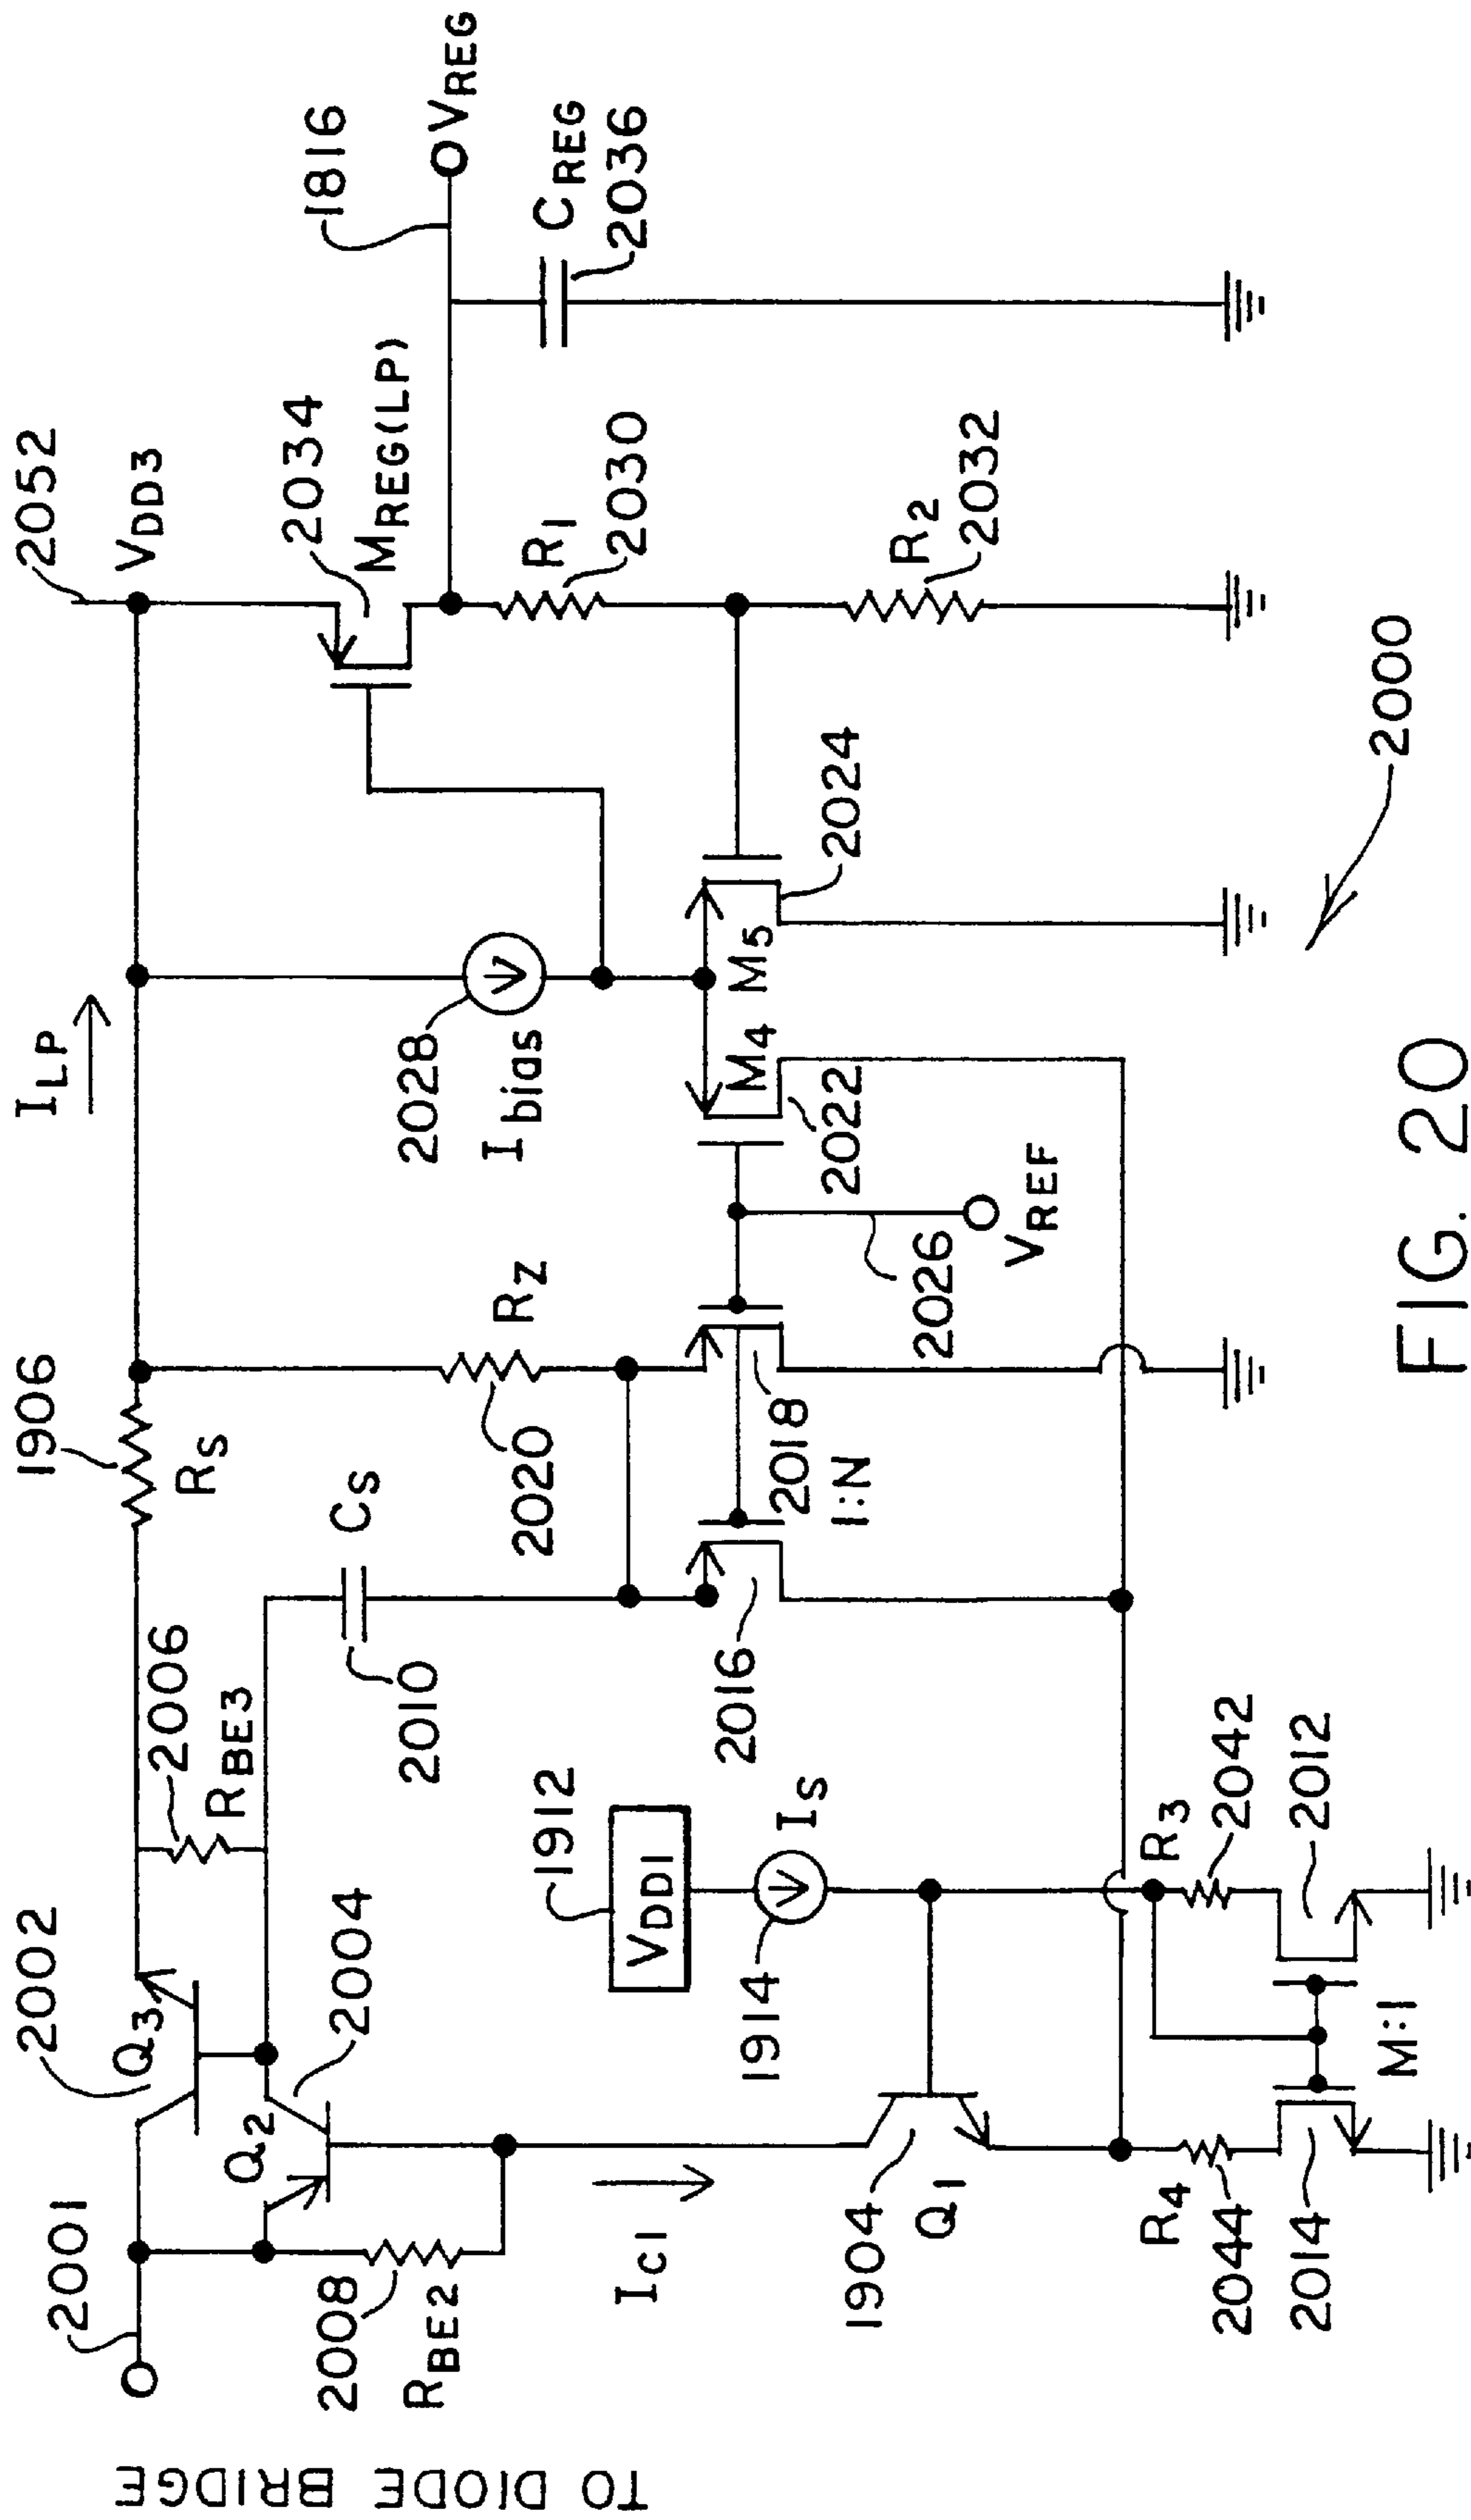 TO DIODE BRIDGE
2001
2002
Q3
Q2
2004
2006
RBE3
1906
RS
ILP
2052
VDD3
2034
MREG(LP)
1816
VREG
CREG
2036
2008
RBE2
IC1
1912
VDD1
1914
IS
CS
2010
RZ
2020
2028
Ibias
R1
2030
R2
2032
1904
Q1
2016
2018
1:N
2026
VREF
M4
2022
M5
2024
R4
2044
2014
M:1
R3
2042
2012
2000
FIG. 20